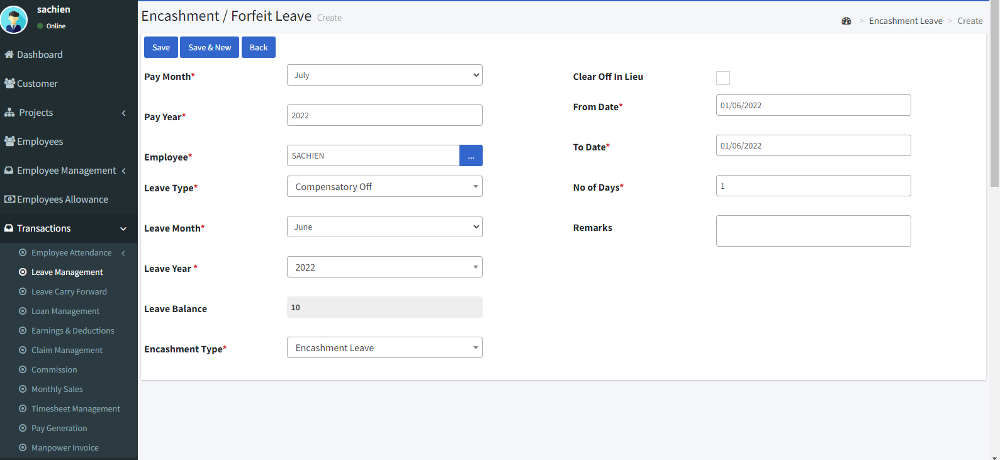 sachien
Online
Dashboard
Customer
Projects
Employees
Employee Management
Employees Allowance
Transactions
Employee Attendance
Leave Management
Leave Carry Forward
Loan Management
Earnings & Deductions
Claim Management
Commission
Monthly Sales
Timesheet Management
Pay Generation
Manpower Invoice
Encashment / Forfeit Leave Create
> Encashment Leave > Create
Save Save & New Back
Pay Month* July
Pay Year* 2022
Employee* SACHIEN ...
Leave Type* Compensatory Off
Leave Month* June
Leave Year * 2022
Leave Balance 10
Encashment Type* Encashment Leave
Clear Off In Lieu
From Date* 01/06/2022
To Date* 01/06/2022
No of Days* 1
Remarks